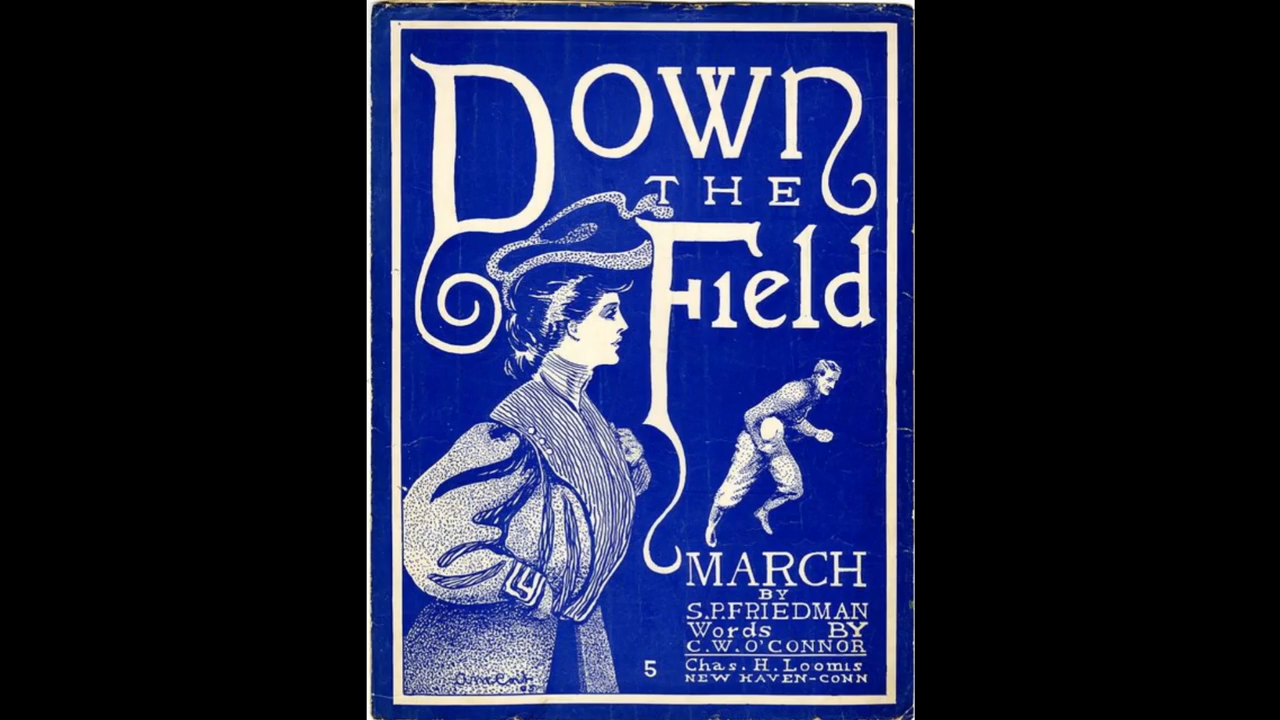 DOWN
THE
FIELD
MARCH
BY
S.P. FRIEDMAN
Words BY
C.W. O'CONNOR
5
Chas. H. Loomis
NEW HAVEN-CONN